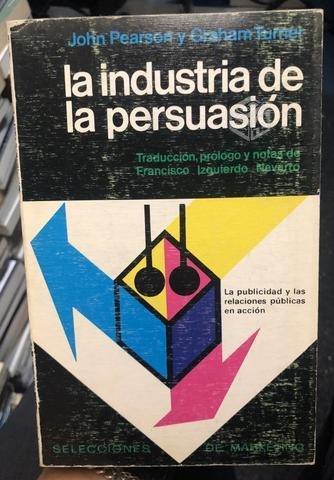 John Pearson y Graham Turner
la industria de
la persuasión
Traducción, prólogo y notas de
Francisco Izquierdo Navarro
La publicidad y las
relaciones públicas
en acción
SELECCIONES DE MARKETING